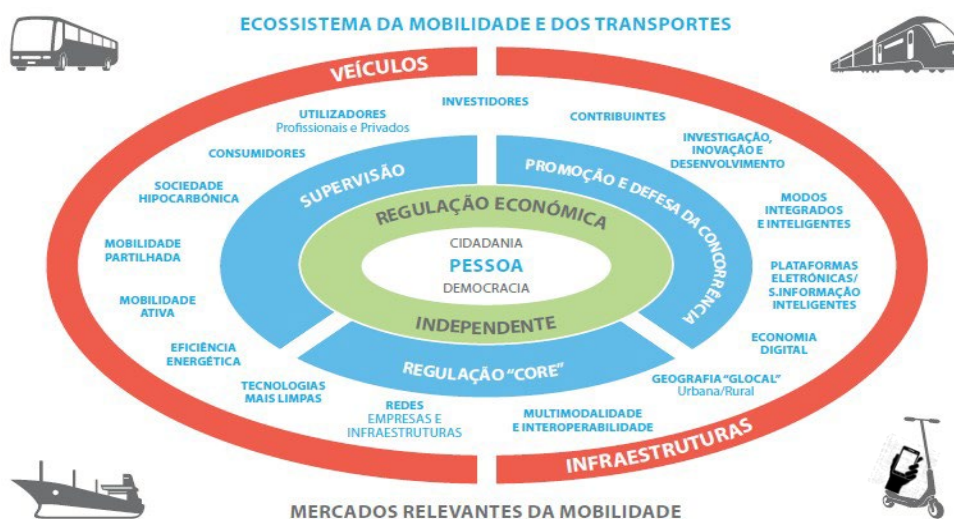 ECOSSISTEMA DA MOBILIDADE E DOS TRANSPORTES
VEÍCULOS
INVESTIDORES
UTILIZADORES
Profissionais e Privados
CONTRIBUINTES
CONSUMIDORES
INVESTIGAÇÃO,
INOVAÇÃO E
DESENVOLVIMENTO
SUPERVISÃO
PROMOÇÃO E DEFESA DA CONCORRÊNCIA
SOCIEDADE
HIPOCARBÓNICA
MODOS
INTEGRADOS
E INTELIGENTES
REGULAÇÃO ECONÓMICA
CIDADANIA
PESSOA
DEMOCRACIA
INDEPENDENTE
MOBILIDADE
PARTILHADA
PLATAFORMAS
ELETRÓNICAS/
S.INFORMAÇÃO
INTELIGENTES
MOBILIDADE
ATIVA
ECONOMIA
DIGITAL
EFICIÊNCIA
ENERGÉTICA
REGULAÇÃO "CORE"
GEOGRAFIA "GLOCAL"
Urbana/Rural
TECNOLOGIAS
MAIS LIMPAS
REDES
EMPRESAS E
INFRAESTRUTURAS
MULTIMODALIDADE
E INTEROPERABILIDADE
INFRAESTRUTURAS
MERCADOS RELEVANTES DA MOBILIDADE